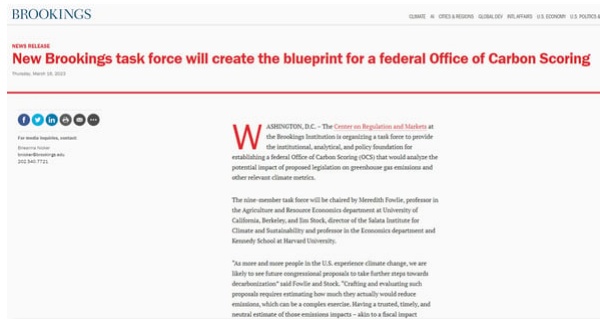 BROOKINGS
CLIMATE AI CITIES & REGIONS GLOBAL DEV INTL AFFAIRS U.S. ECONOMY U.S. POLITICS &
NEWS RELEASE
New Brookings task force will create the blueprint for a federal Office of Carbon Scoring
Thursday, March 16, 2023
For media inquiries, contact:
Breanna Nobel
202 540 7721
WASHINGTON, D.C. – The Center on Regulation and Markets at
the Brookings Institution is organizing a task force to provide
the institutional, analytical, and policy foundation for
establishing a federal Office of Carbon Scoring (OCS) that would analyze the
potential impact of proposed legislation on greenhouse gas emissions and
other relevant climate metrics.
The nine-member task force will be chaired by Meredith Fowlie, professor in
the Agriculture and Resource Economics department at University of
California, Berkeley, and Jim Stock, director of the Salata Institute for
Climate and Sustainability and professor in the Economics department and
Kennedy School at Harvard University.
"As more and more people in the U.S. experience climate change, we are
likely to see future congressional proposals to take further steps towards
decarbonization" said Fowlie and Stock. "Crafting and evaluating such
proposals requires estimating how much they actually would reduce
emissions, which can be a complex exercise. Having a trusted, timely, and
neutral estimate of those emissions impacts – akin to a fiscal impact